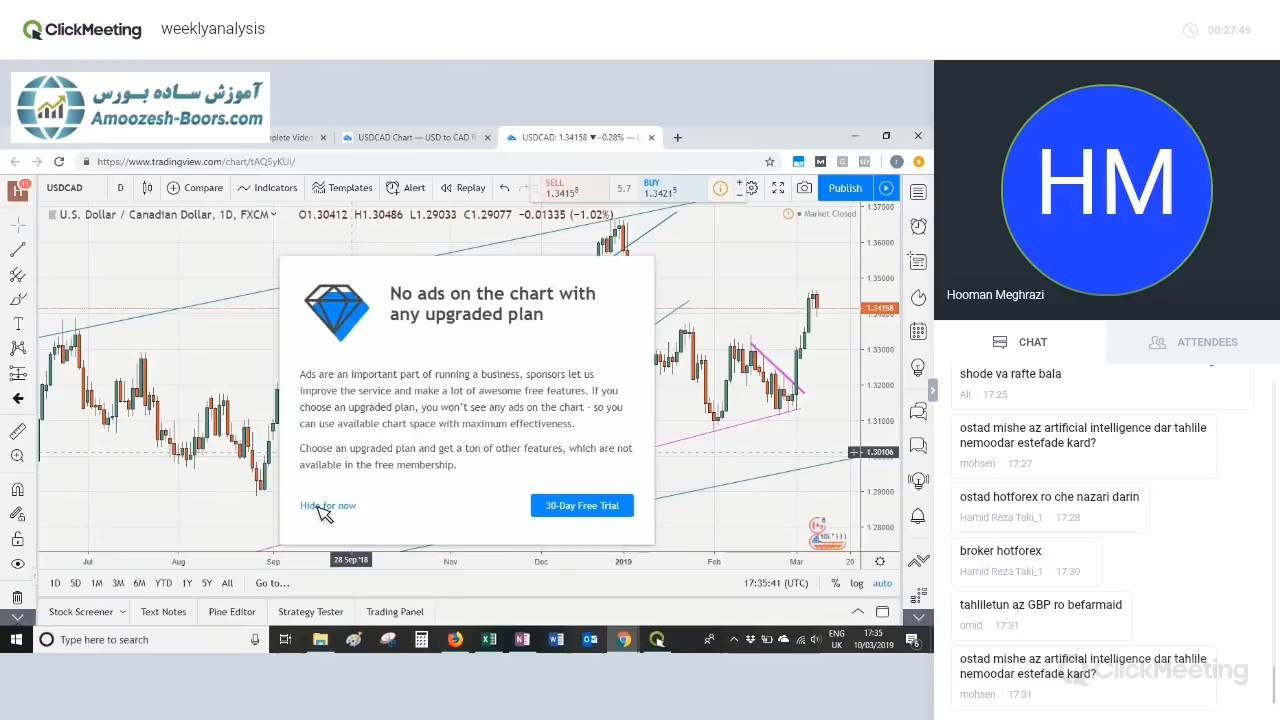 ClickMeeting weeklyanalysis 00:27:49
آموزش ساده بورس
Amoozesh-Boors.com
plete Video
USDCAD Chart — USD to CAD R
USDCAD: 1.34158 ▼−0.28% —
https://www.tradingview.com/chart/tAQ5yKUi/
USDCAD D Compare Indicators Templates Alert Replay
SELL
1.34158
5.7
BUY
1.34215
Publish
U.S. Dollar / Canadian Dollar, 1D, FXCM O1.30412 H1.30486 L1.29033 C1.29077 −0.01335 (−1.02%)
Market Closed
No ads on the chart with
any upgraded plan
Ads are an important part of running a business, sponsors let us
improve the service and make a lot of awesome free features. If you
choose an upgraded plan, you won't see any ads on the chart - so you
can use available chart space with maximum effectiveness.
Choose an upgraded plan and get a ton of other features, which are not
available in the free membership.
Hide for now
30-Day Free Trial
1.37000
1.36000
1.35000
1.34158
1.33000
1.32000
1.31000
1.30106
1.29000
1.28000
Jul Aug Sep 28 Sep '18 Nov Dec 2019 Feb Mar 20
1D 5D 1M 3M 6M YTD 1Y 5Y All Go to... 17:35:41 (UTC) % log auto
Stock Screener Text Notes Pine Editor Strategy Tester Trading Panel
Type here to search
ENG
UK
17:35
10/03/2019
HM
Hooman Meghrazi
CHAT ATTENDEES
shode va rafte bala
Ali 17:25
ostad mishe az artificial intelligence dar tahlile
nemoodar estefade kard?
mohsen 17:27
ostad hotforex ro che nazari darin
Hamid Reza Taki_1 17:28
broker hotforex
Hamid Reza Taki_1 17:30
tahliletun az GBP ro befarmaid
omid 17:31
ostad mishe az artificial intelligence dar tahlile
nemoodar estefade kard?
mohsen 17:31
ClickMeeting